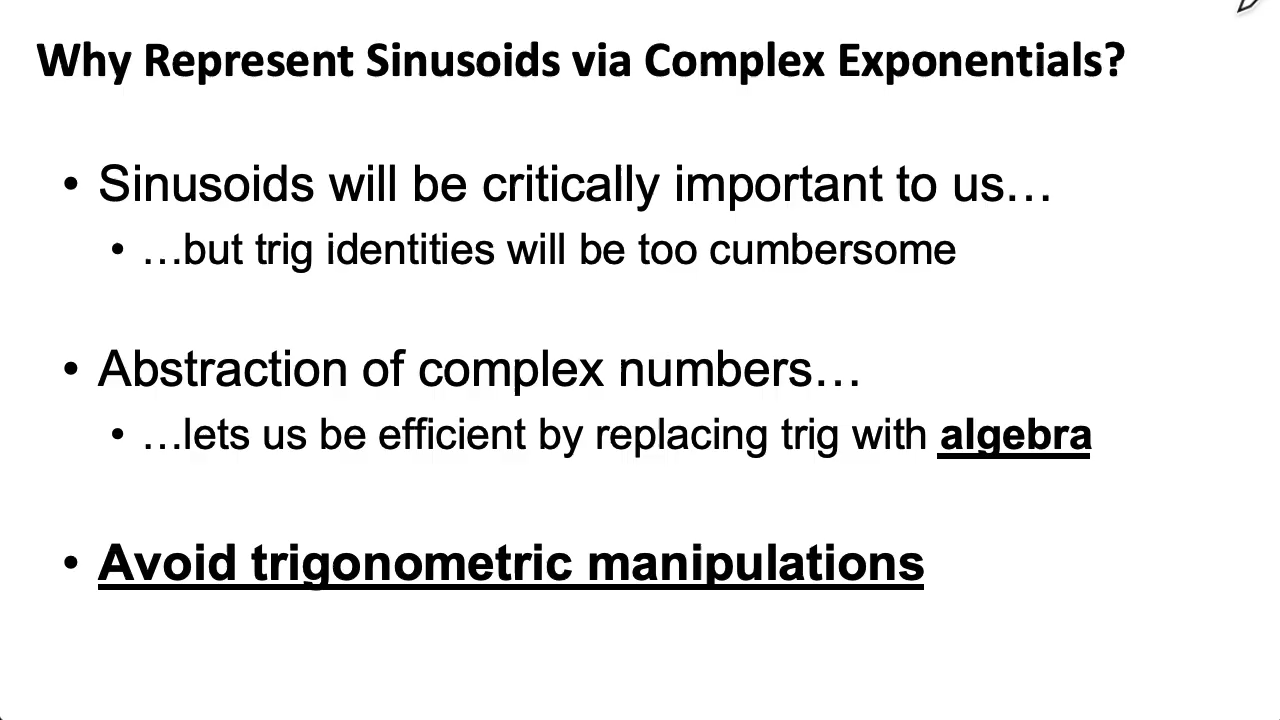 Why Represent Sinusoids via Complex Exponentials?
• Sinusoids will be critically important to us…
• …but trig identities will be too cumbersome
• Abstraction of complex numbers…
• …lets us be efficient by replacing trig with algebra
• Avoid trigonometric manipulations